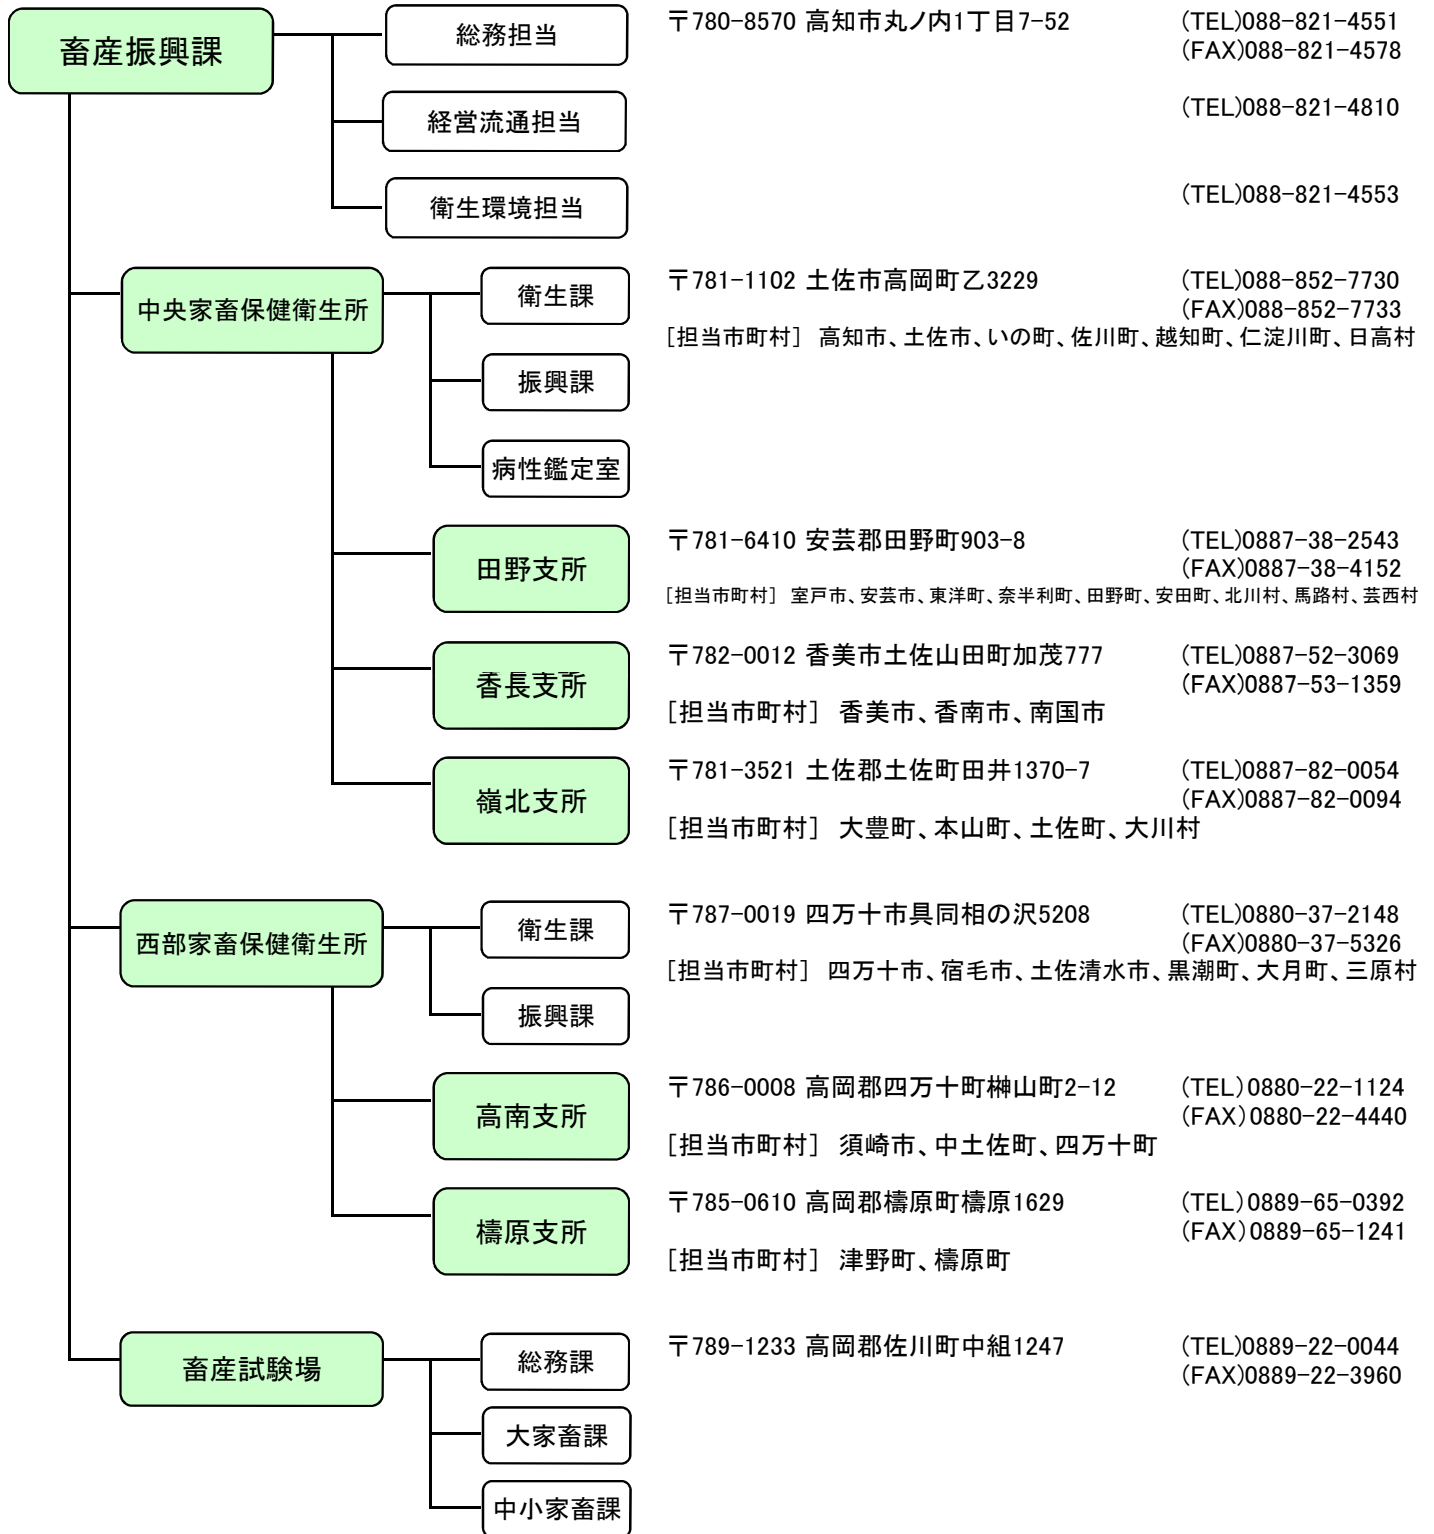 畜産振興課
総務担当
〒780-8570 高知市丸ノ内1丁目7-52
(TEL)088-821-4551
(FAX)088-821-4578
経営流通担当
(TEL)088-821-4810
衛生環境担当
(TEL)088-821-4553
中央家畜保健衛生所
衛生課
〒781-1102 土佐市高岡町乙3229
(TEL)088-852-7730
(FAX)088-852-7733
[担当市町村] 高知市、土佐市、いの町、佐川町、越知町、仁淀川町、日高村
振興課
病性鑑定室
田野支所
〒781-6410 安芸郡田野町903-8
(TEL)0887-38-2543
(FAX)0887-38-4152
[担当市町村] 室戸市、安芸市、東洋町、奈半利町、田野町、安田町、北川村、馬路村、芸西村
香長支所
〒782-0012 香美市土佐山田町加茂777
(TEL)0887-52-3069
(FAX)0887-53-1359
[担当市町村] 香美市、香南市、南国市
嶺北支所
〒781-3521 土佐郡土佐町田井1370-7
(TEL)0887-82-0054
(FAX)0887-82-0094
[担当市町村] 大豊町、本山町、土佐町、大川村
西部家畜保健衛生所
衛生課
〒787-0019 四万十市具同相の沢5208
(TEL)0880-37-2148
(FAX)0880-37-5326
[担当市町村] 四万十市、宿毛市、土佐清水市、黒潮町、大月町、三原村
振興課
高南支所
〒786-0008 高岡郡四万十町榊山町2-12
(TEL)0880-22-1124
(FAX)0880-22-4440
[担当市町村] 須崎市、中土佐町、四万十町
檮原支所
〒785-0610 高岡郡檮原町檮原1629
(TEL)0889-65-0392
(FAX)0889-65-1241
[担当市町村] 津野町、檮原町
畜産試験場
総務課
〒789-1233 高岡郡佐川町中組1247
(TEL)0889-22-0044
(FAX)0889-22-3960
大家畜課
中小家畜課